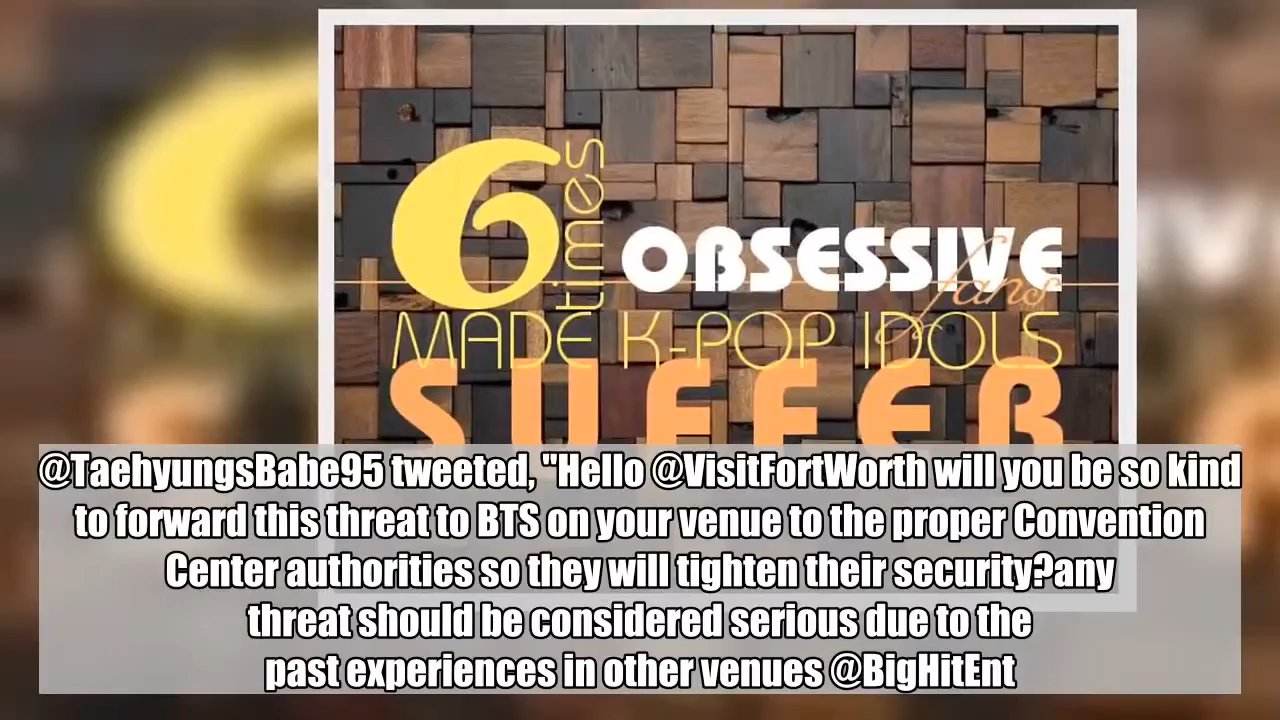 6 times
OBSESSIVE
fans
MADE K-POP IDOLS
SUFFER
@TaehyungsBabe95 tweeted, "Hello @VisitFortWorth will you be so kind
to forward this threat to BTS on your venue to the proper Convention
Center authorities so they will tighten their security?any
threat should be considered serious due to the
past experiences in other venues @BigHitEnt